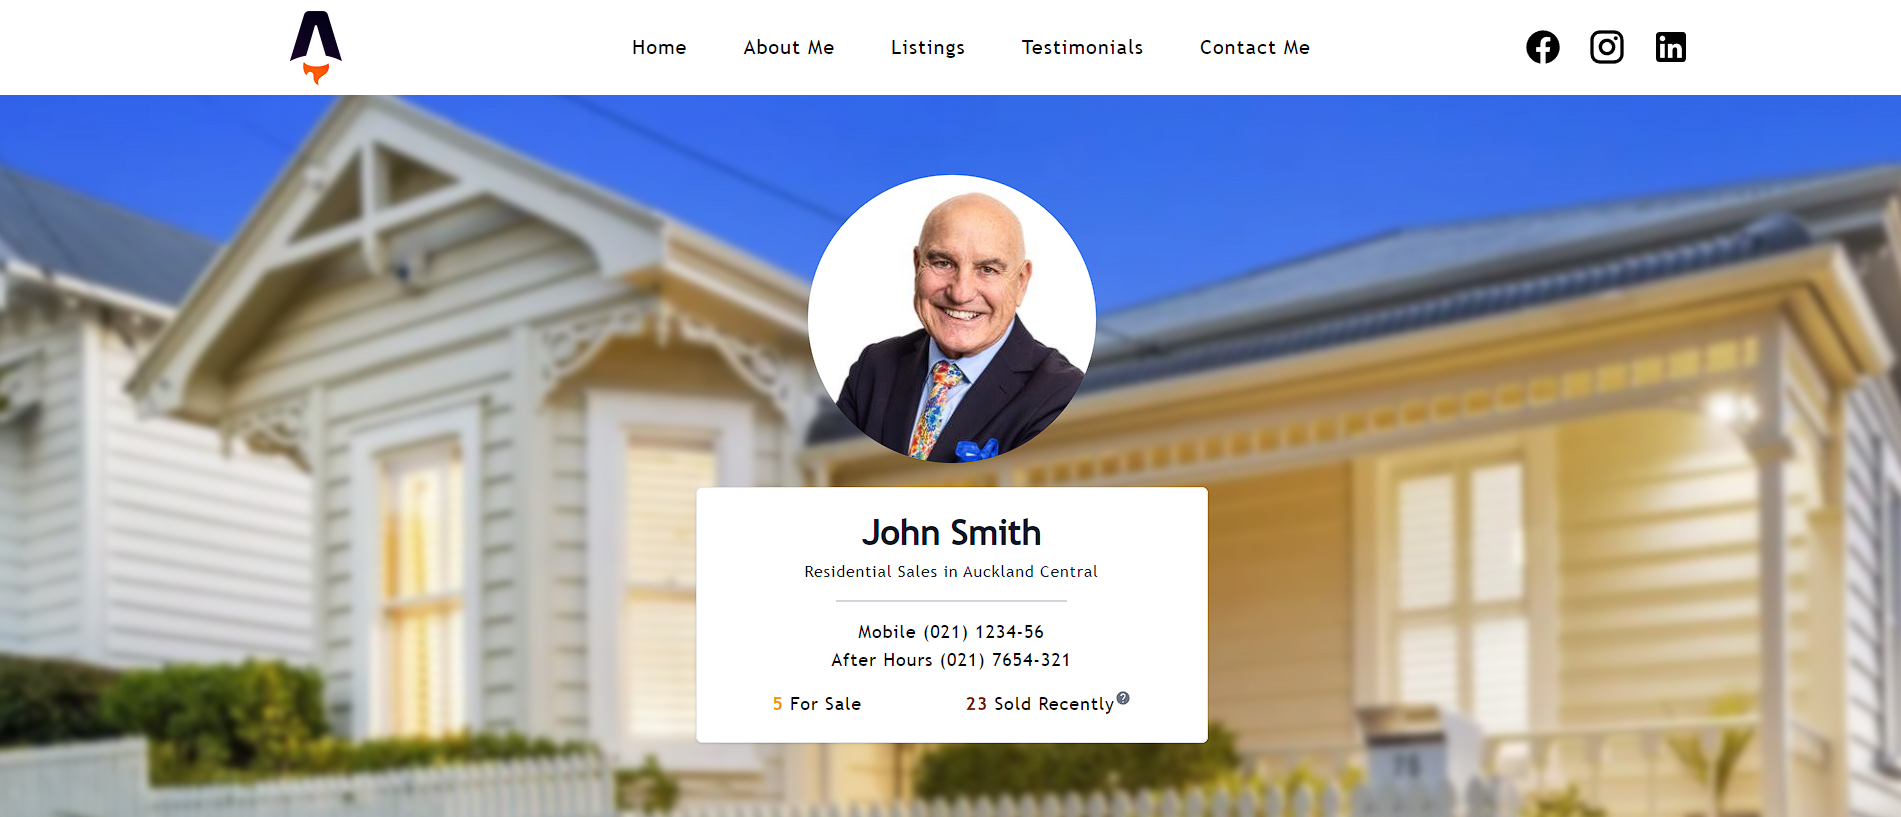 Home
About Me
Listings
Testimonials
Contact Me
John Smith
Residential Sales in Auckland Central
Mobile (021) 1234-56
After Hours (021) 7654-321
5 For Sale
23 Sold Recently